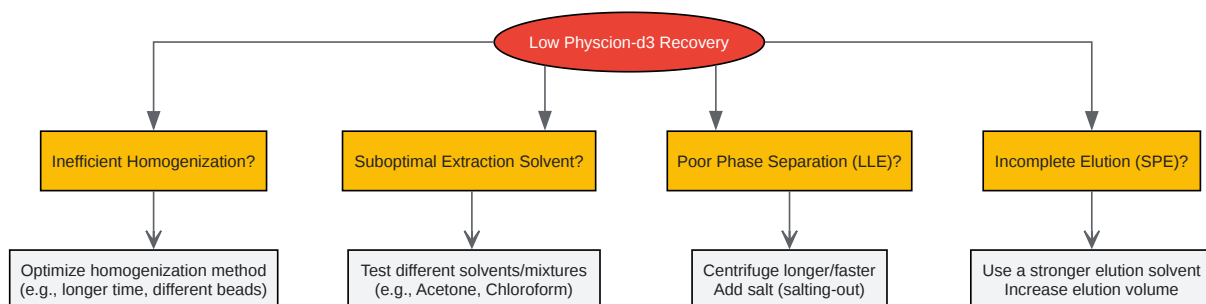 Low Physcion-d3 Recovery
Inefficient Homogenization?
Suboptimal Extraction Solvent?
Poor Phase Separation (LLE)?
Incomplete Elution (SPE)?
Optimize homogenization method
(e.g., longer time, different beads)
Test different solvents/mixtures
(e.g., Acetone, Chloroform)
Centrifuge longer/faster
Add salt (salting-out)
Use a stronger elution solvent
Increase elution volume